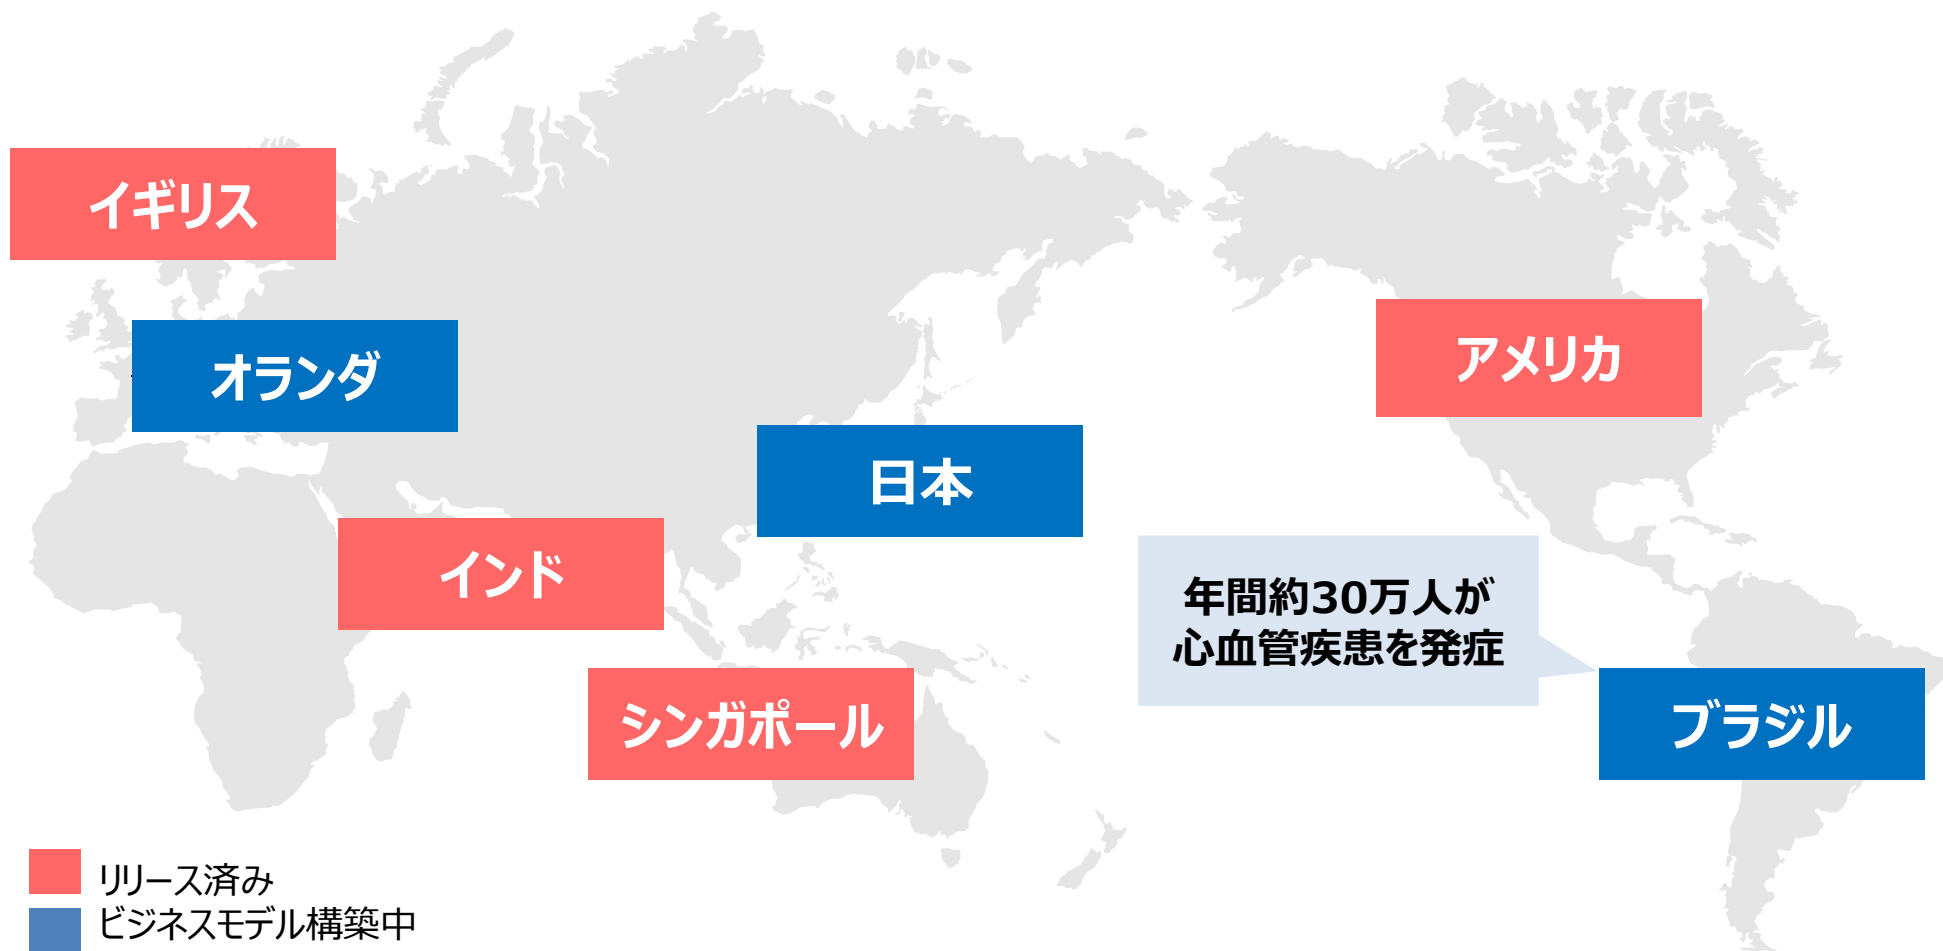 イギリス
オランダ
アメリカ
日本
インド
年間約30万人が
心血管疾患を発症
シンガポール
ブラジル
リリース済み
ビジネスモデル構築中